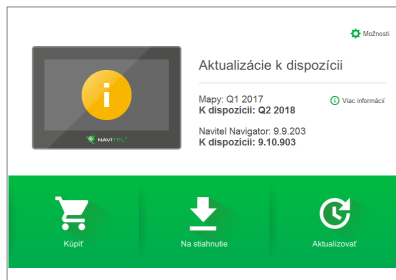 Možnosti
Aktualizácie k dispozícii
Mapy: Q1 2017
Viac informácií
K dispozícii: Q2 2018
Navitel Navigator: 9.9.203
K dispozícii: 9.10.903
NAVITEL
Kúpiť
Na stiahnutie
Aktualizovať